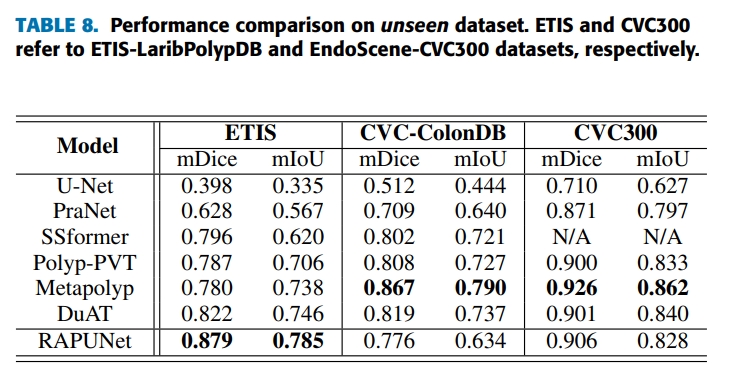 TABLE 8. Performance comparison on unseen dataset. ETIS and CVC300
refer to ETIS-LaribPolypDB and EndoScene-CVC300 datasets, respectively.
Model ETIS CVC-ColonDB CVC300
mDice mIoU mDice mIoU mDice mIoU
U-Net 0.398 0.335 0.512 0.444 0.710 0.627
PraNet 0.628 0.567 0.709 0.640 0.871 0.797
SSformer 0.796 0.620 0.802 0.721 N/A N/A
Polyp-PVT 0.787 0.706 0.808 0.727 0.900 0.833
Metapolyp 0.780 0.738 0.867 0.790 0.926 0.862
DuAT 0.822 0.746 0.819 0.737 0.901 0.840
RAPUNet 0.879 0.785 0.776 0.634 0.906 0.828